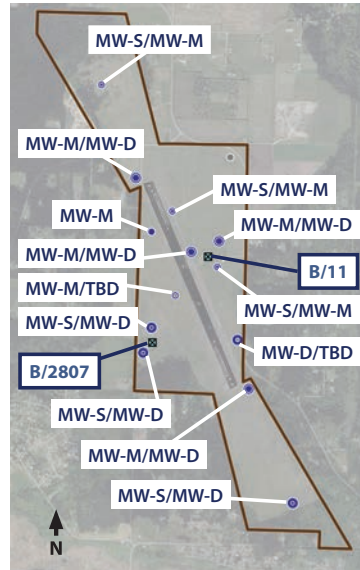 MW-S/MW-M
MW-M/MW-D
MW-S/MW-M
MW-M
MW-M/MW-D
MW-M/MW-D
B/11
MW-M/TBD
MW-S/MW-M
MW-S/MW-D
MW-D/TBD
B/2807
MW-S/MW-D
MW-M/MW-D
MW-S/MW-D
N